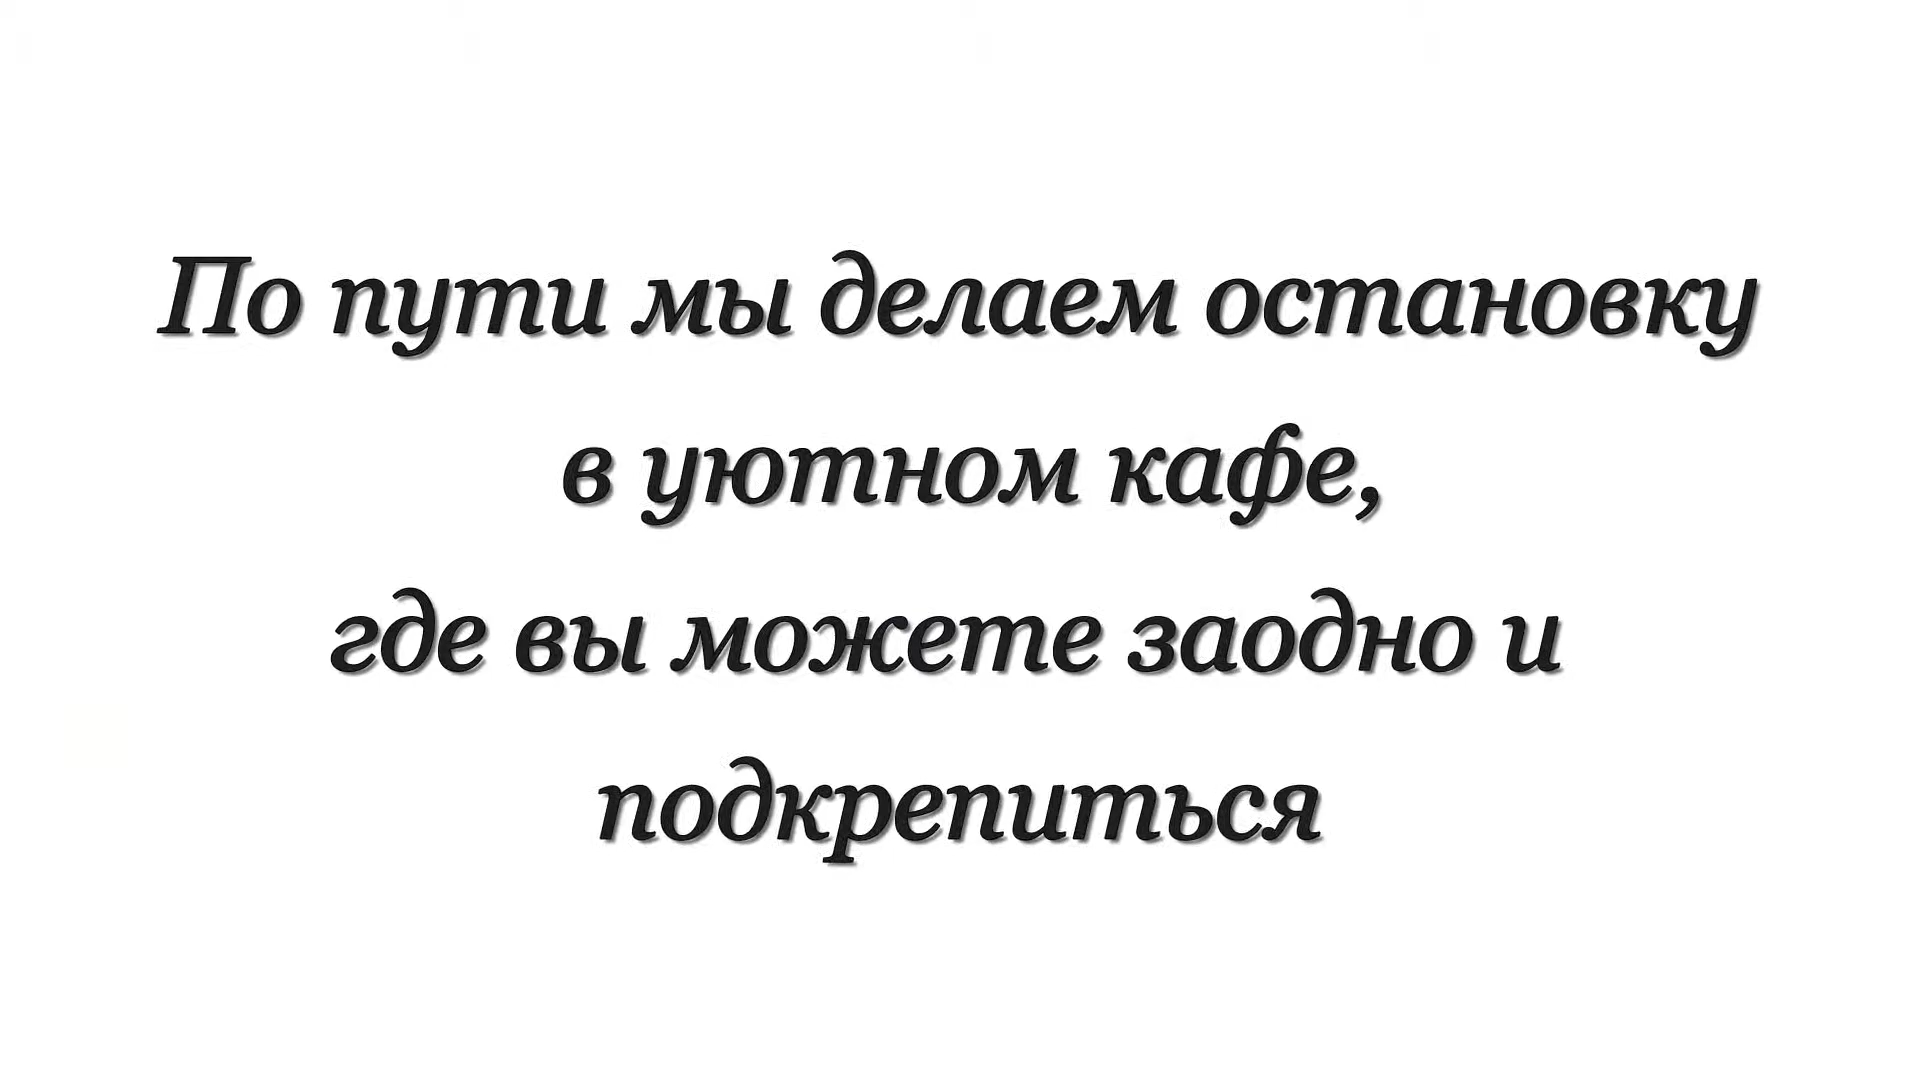 По пути мы делаем остановку
в уютном кафе,
где вы можете заодно и
подкрепиться